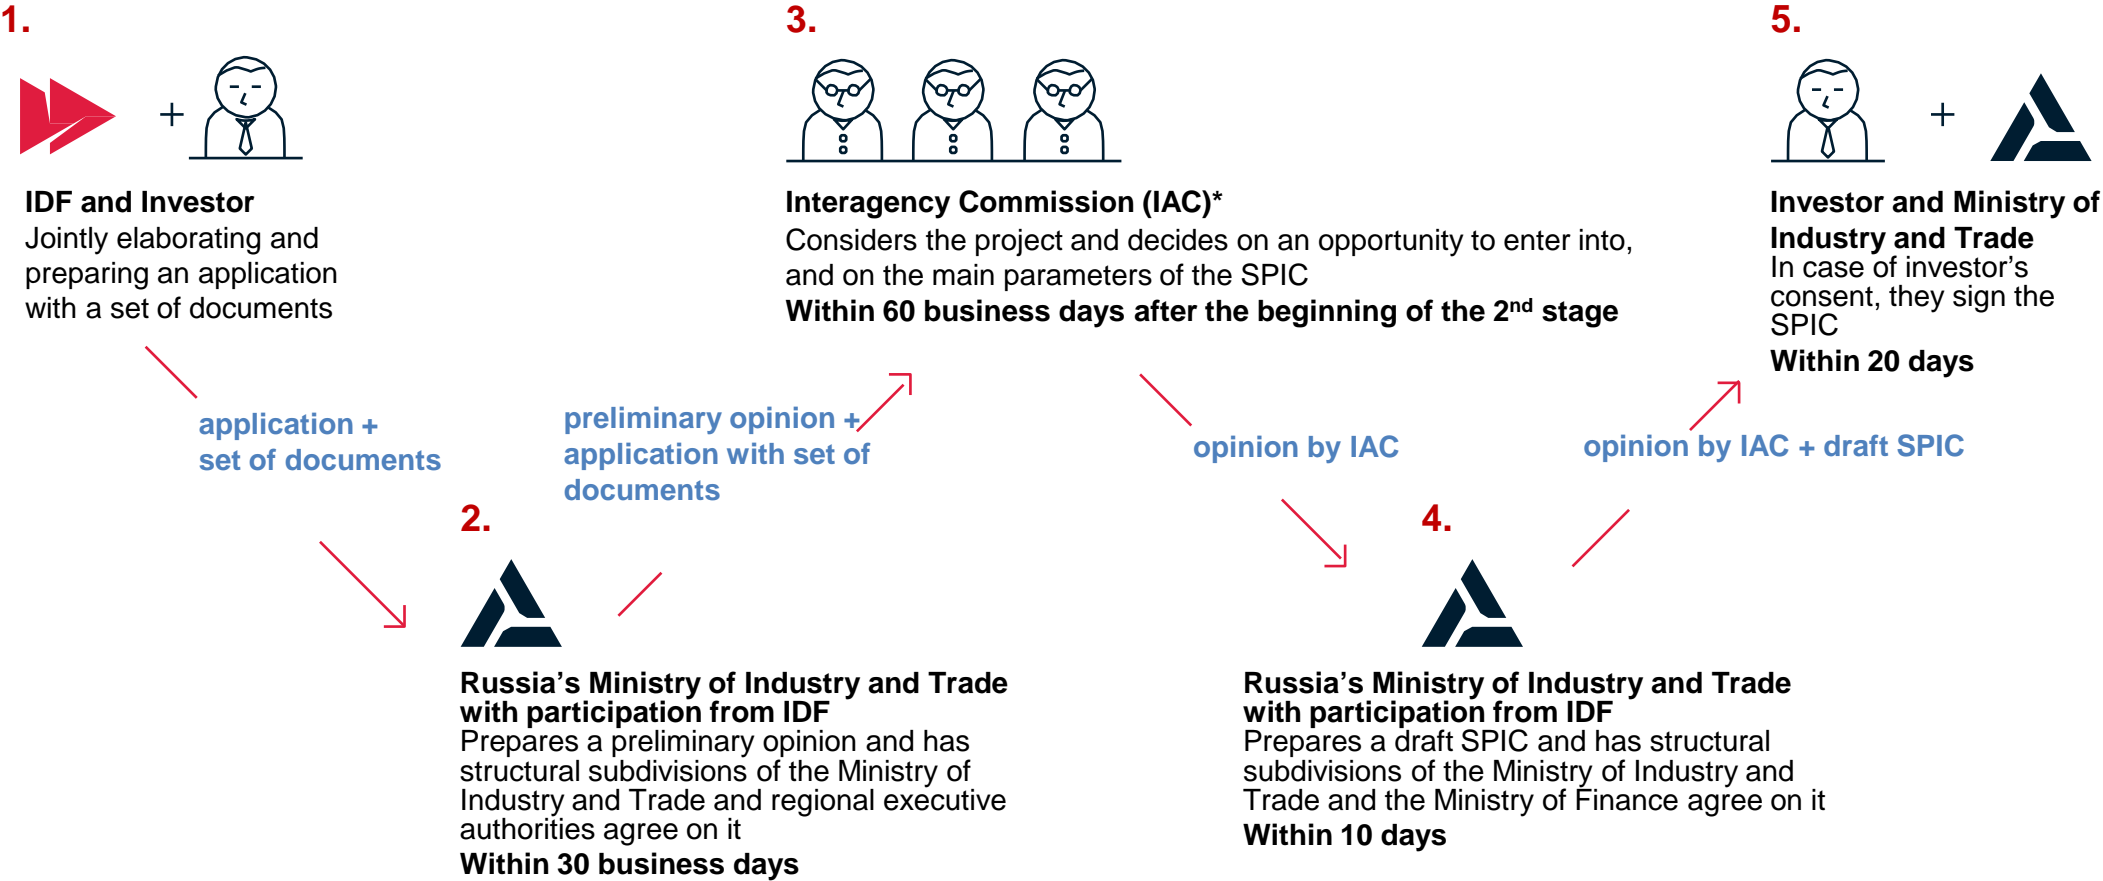 1.
IDF and Investor
Jointly elaborating and
preparing an application
with a set of documents
application +
set of documents
2.
Russia’s Ministry of Industry and Trade
with participation from IDF
Prepares a preliminary opinion and has
structural subdivisions of the Ministry of
Industry and Trade and regional executive
authorities agree on it
Within 30 business days
preliminary opinion +
application with set of
documents
3.
Interagency Commission (IAC)*
Considers the project and decides on an opportunity to enter into,
and on the main parameters of the SPIC
Within 60 business days after the beginning of the 2nd stage
opinion by IAC
4.
Russia’s Ministry of Industry and Trade
with participation from IDF
Prepares a draft SPIC and has structural
subdivisions of the Ministry of Industry and
Trade and the Ministry of Finance agree on it
Within 10 days
opinion by IAC + draft SPIC
5.
Investor and Ministry of
Industry and Trade
In case of investor’s
consent, they sign the
SPIC
Within 20 days